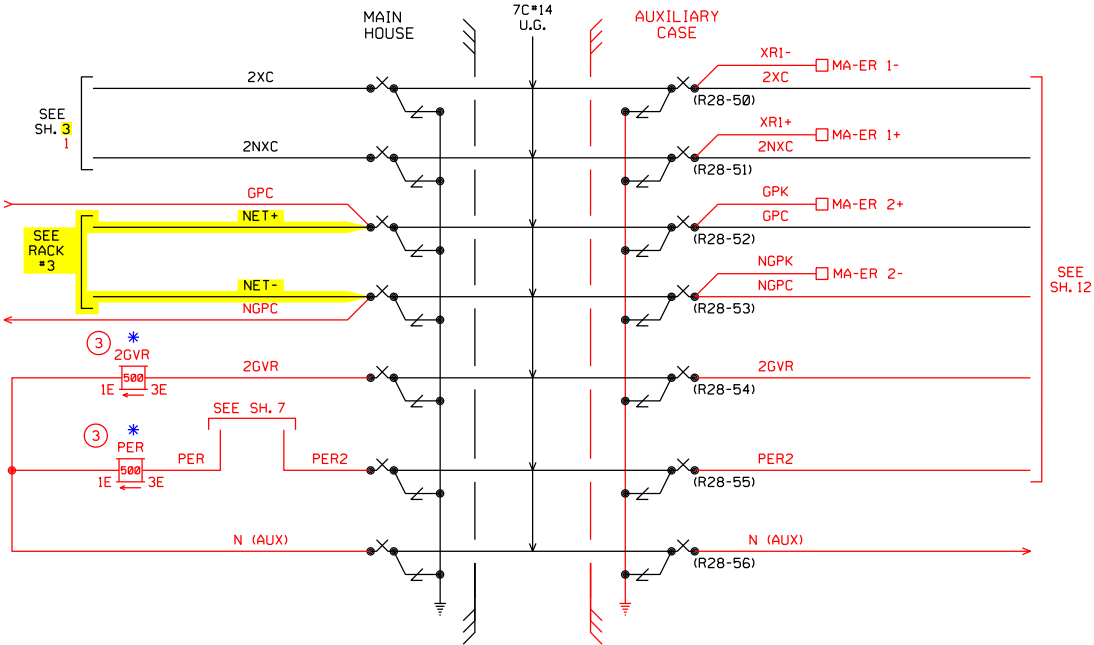 MAIN
HOUSE
7C#14
U.G.
AUXILIARY
CASE
XR1-
MA-ER 1-
2XC
2XC
(R28-50)
SEE
SH. 3
1
XR1+
MA-ER 1+
2NXC
2NXC
(R28-51)
GPC
GPK
MA-ER 2+
NET+
GPC
(R28-52)
SEE
RACK
#3
NGPK
MA-ER 2-
NET-
NGPC
NGPC
(R28-53)
SEE
SH. 12
3
*
2GVR
500
1E
3E
2GVR
2GVR
(R28-54)
SEE SH. 7
3
*
PER
500
1E
3E
PER
PER2
PER2
(R28-55)
N (AUX)
N (AUX)
(R28-56)